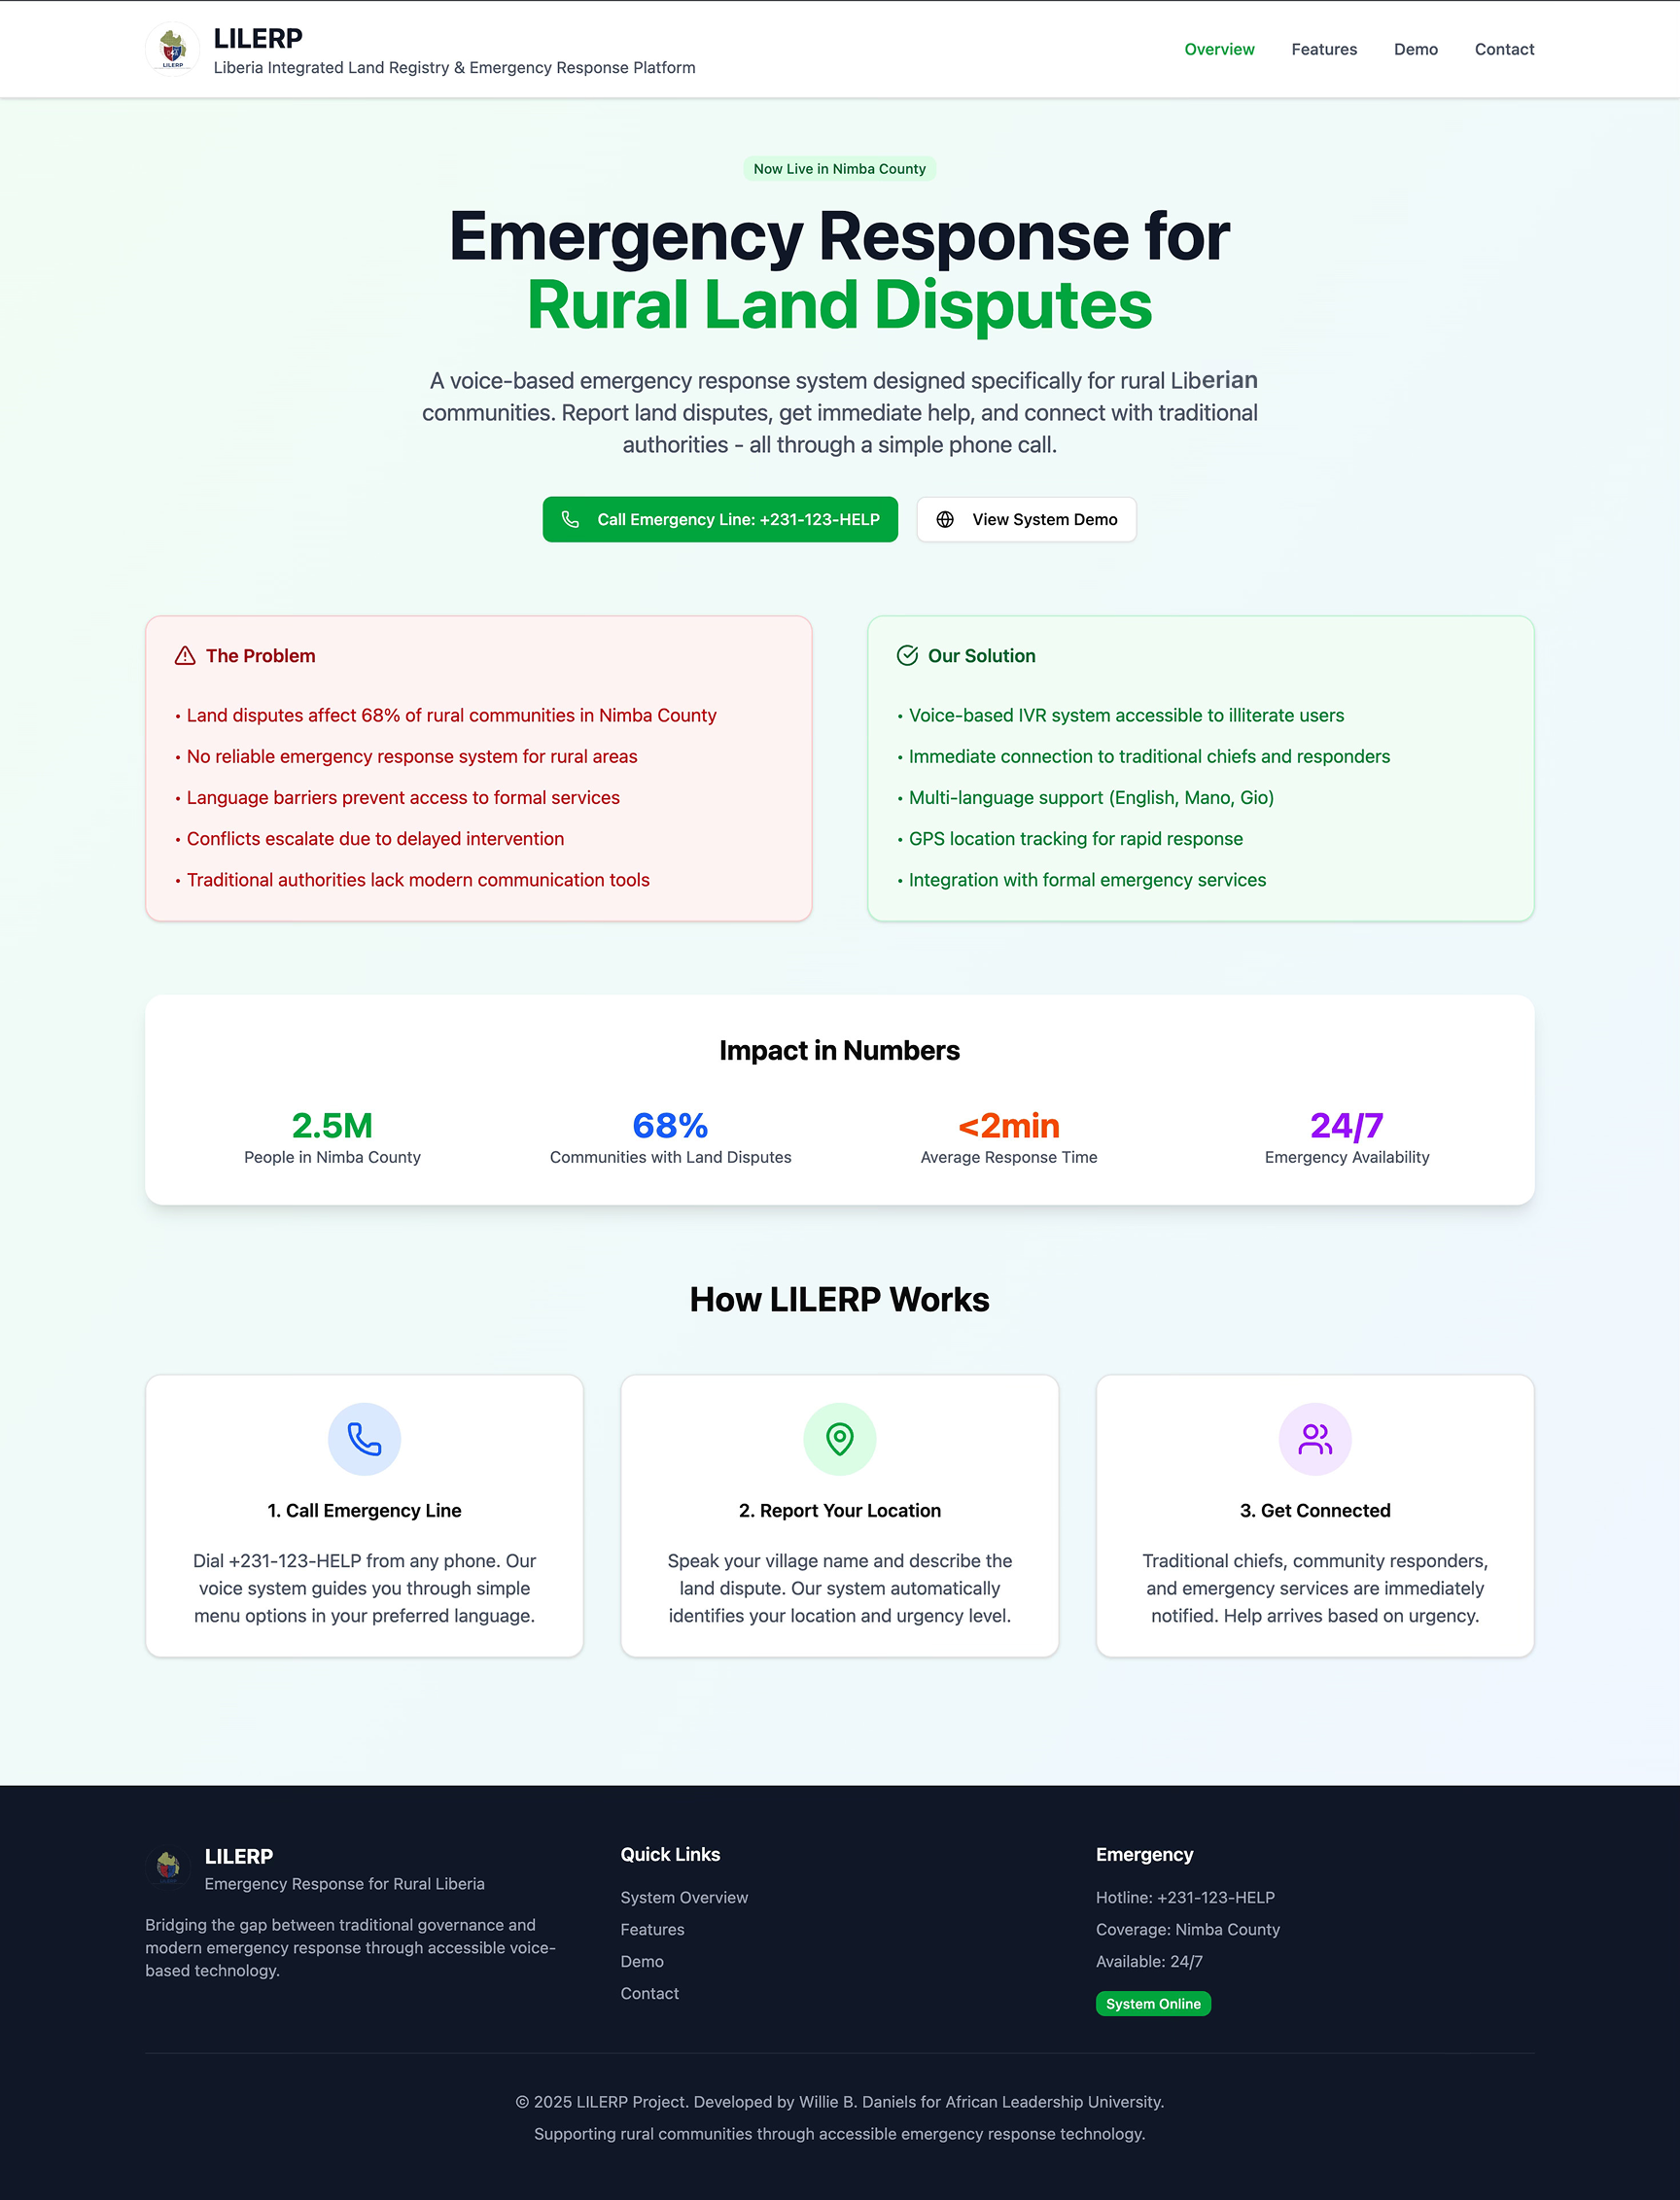 LILERP
LILERP
Liberia Integrated Land Registry & Emergency Response Platform
Overview
Features
Demo
Contact
Now Live in Nimba County
Emergency Response for
Rural Land Disputes
A voice-based emergency response system designed specifically for rural Liberian
communities. Report land disputes, get immediate help, and connect with traditional
authorities - all through a simple phone call.
Call Emergency Line: +231-123-HELP
View System Demo
The Problem
• Land disputes affect 68% of rural communities in Nimba County
• No reliable emergency response system for rural areas
• Language barriers prevent access to formal services
• Conflicts escalate due to delayed intervention
• Traditional authorities lack modern communication tools
Our Solution
• Voice-based IVR system accessible to illiterate users
• Immediate connection to traditional chiefs and responders
• Multi-language support (English, Mano, Gio)
• GPS location tracking for rapid response
• Integration with formal emergency services
Impact in Numbers
2.5M
People in Nimba County
68%
Communities with Land Disputes
<2min
Average Response Time
24/7
Emergency Availability
How LILERP Works
1. Call Emergency Line
Dial +231-123-HELP from any phone. Our
voice system guides you through simple
menu options in your preferred language.
2. Report Your Location
Speak your village name and describe the
land dispute. Our system automatically
identifies your location and urgency level.
3. Get Connected
Traditional chiefs, community responders,
and emergency services are immediately
notified. Help arrives based on urgency.
LILERP
Emergency Response for Rural Liberia
Bridging the gap between traditional governance and
modern emergency response through accessible voice-
based technology.
Quick Links
System Overview
Features
Demo
Contact
Emergency
Hotline: +231-123-HELP
Coverage: Nimba County
Available: 24/7
System Online
© 2025 LILERP Project. Developed by Willie B. Daniels for African Leadership University.
Supporting rural communities through accessible emergency response technology.